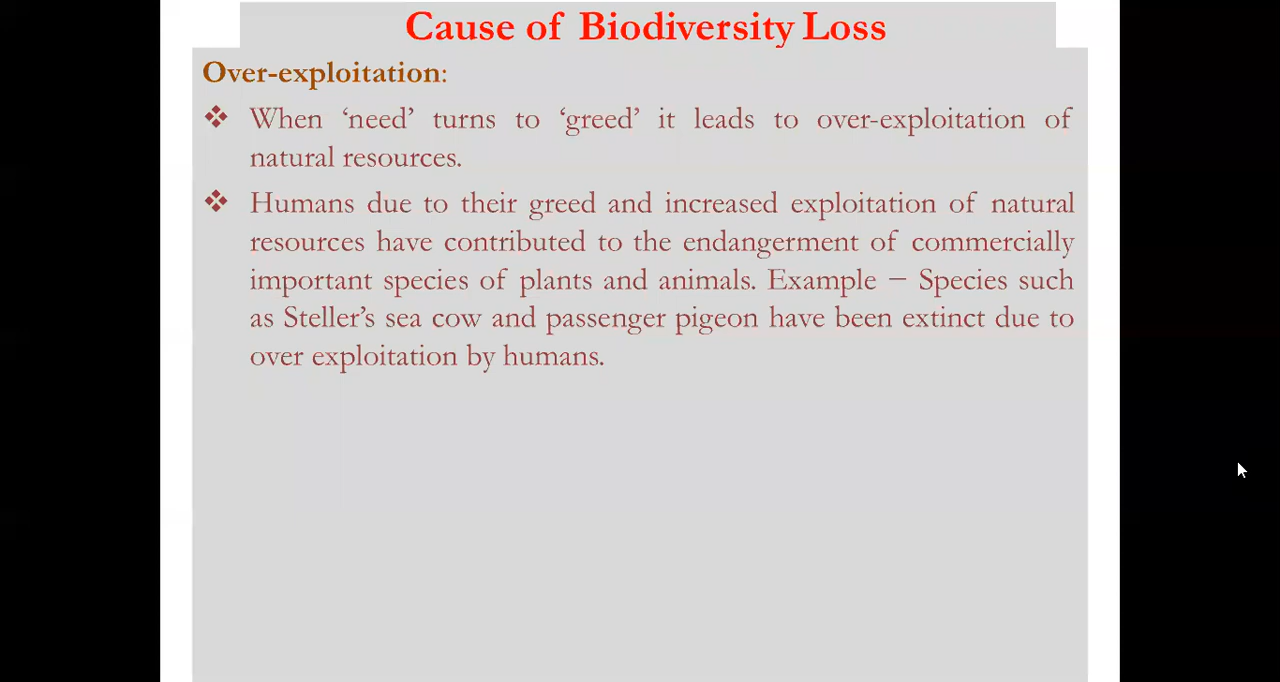 Cause of Biodiversity Loss
Over-exploitation:
❖ When ‘need’ turns to ‘greed’ it leads to over-exploitation of
natural resources.
❖ Humans due to their greed and increased exploitation of natural
resources have contributed to the endangerment of commercially
important species of plants and animals. Example − Species such
as Steller’s sea cow and passenger pigeon have been extinct due to
over exploitation by humans.